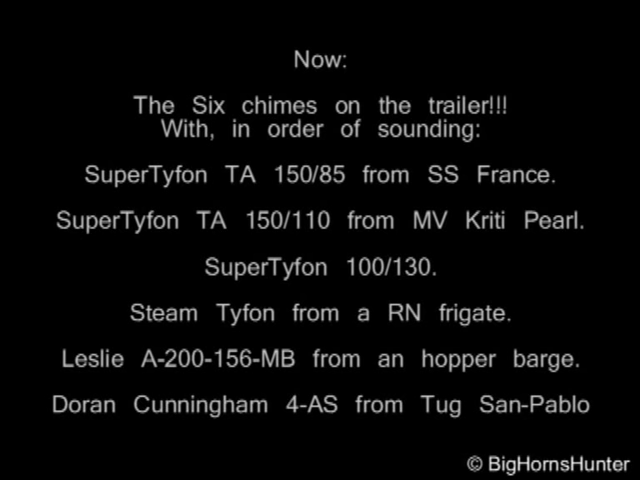 Now:
The Six chimes on the trailer!!!
With, in order of sounding:
SuperTyfon TA 150/85 from SS France.
SuperTyfon TA 150/110 from MV Kriti Pearl.
SuperTyfon 100/130.
Steam Tyfon from a RN frigate.
Leslie A-200-156-MB from an hopper barge.
Doran Cunningham 4-AS from Tug San-Pablo
© BigHornsHunter